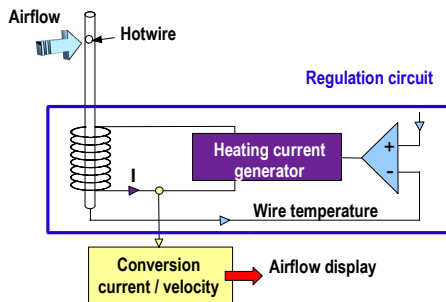 Airflow
Hotwire
Regulation circuit
Heating current
generator
+
-
I
Wire temperature
Conversion
current / velocity
Airflow display